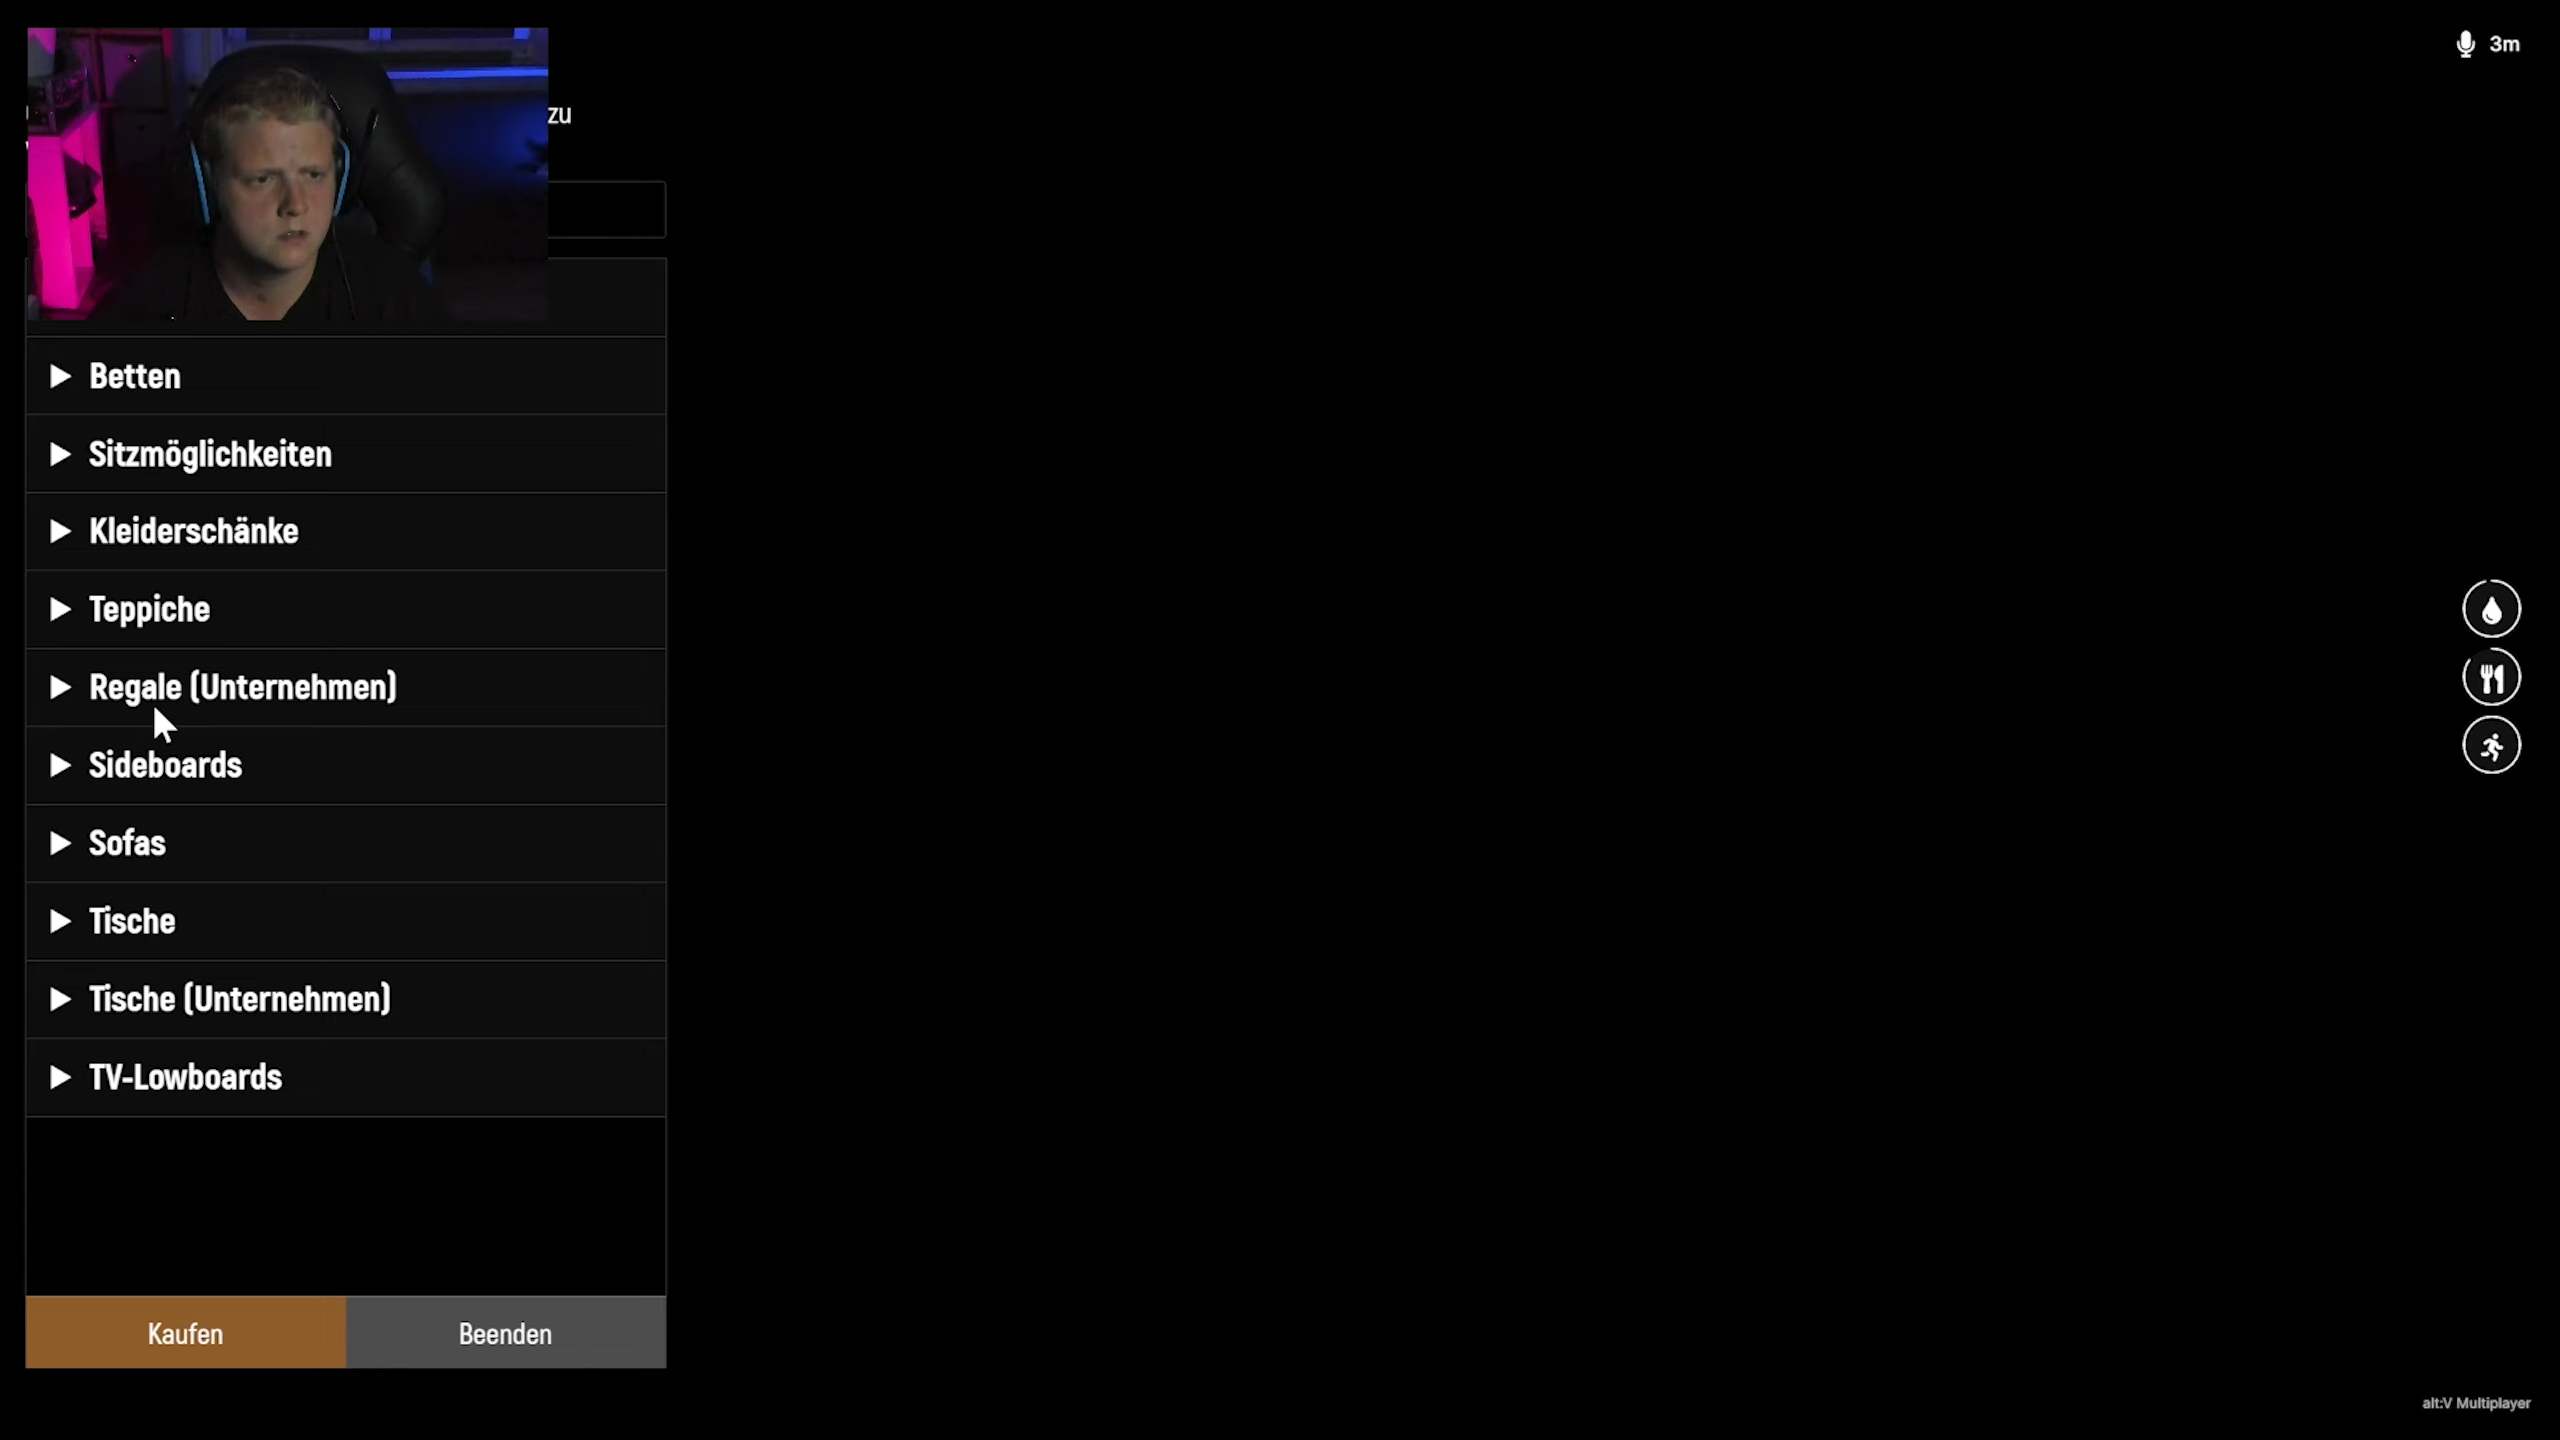 3m
zu
Betten
Sitzmöglichkeiten
Kleiderschänke
Teppiche
Regale (Unternehmen)
Sideboards
Sofas
Tische
Tische (Unternehmen)
TV-Lowboards
Kaufen
Beenden
alt:V Multiplayer